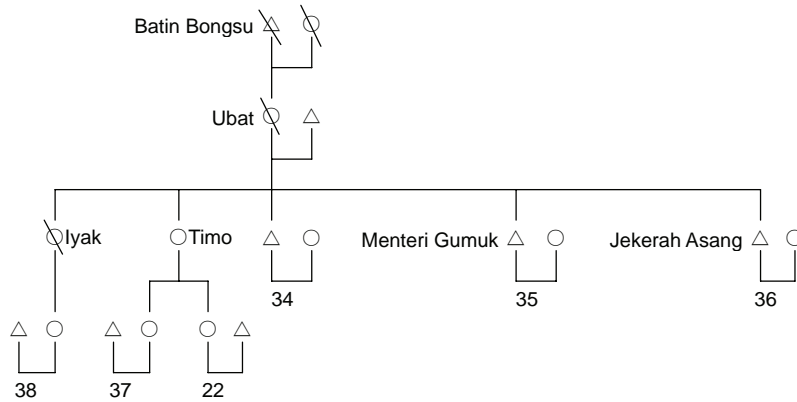 Batin Bongsu
Ubat
Iyak
Timo
Menteri Gumuk
Jekerah Asang
34
35
36
38
37
22